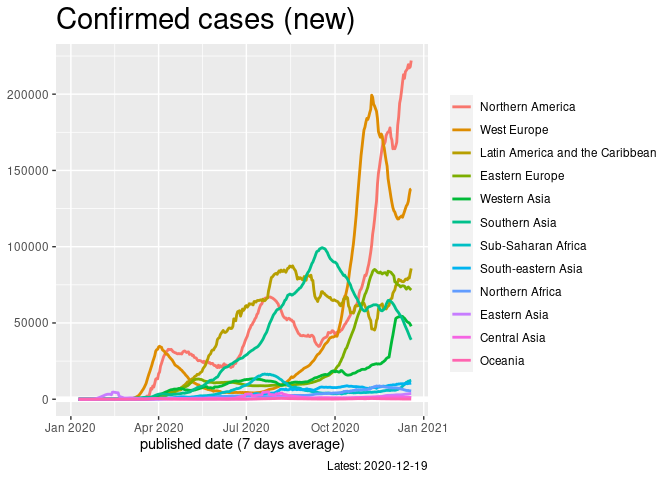 Confirmed cases (new)
200000
150000
100000
50000
0
Jan 2020 Apr 2020 Jul 2020 Oct 2020 Jan 2021
published date (7 days average)
Latest: 2020-12-19
Northern America
West Europe
Latin America and the Caribbean
Eastern Europe
Western Asia
Southern Asia
Sub-Saharan Africa
South-eastern Asia
Northern Africa
Eastern Asia
Central Asia
Oceania